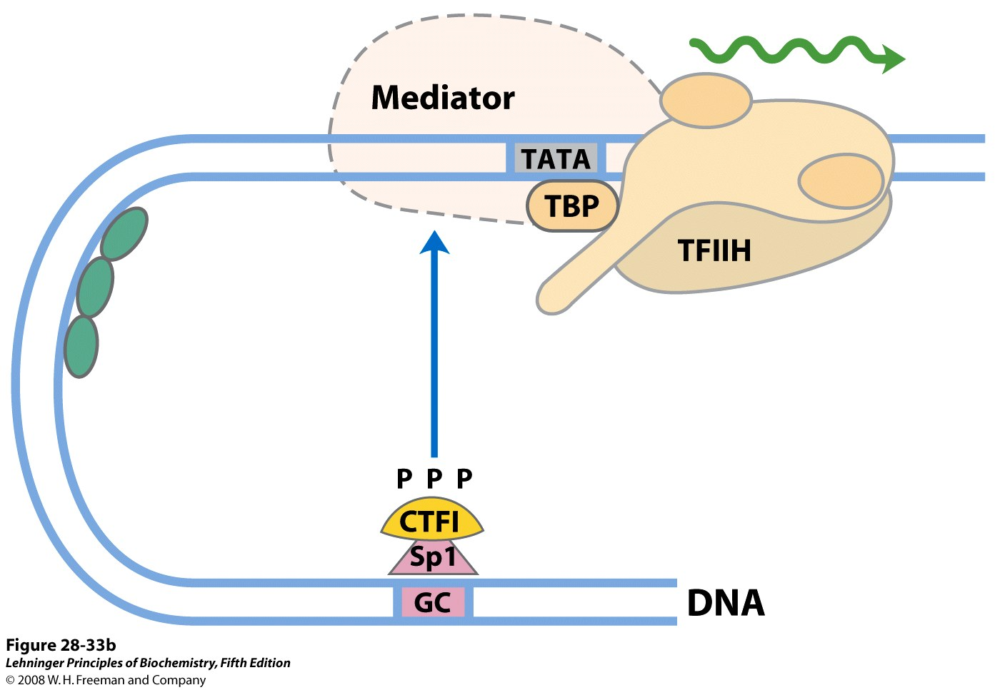 Mediator
TATA
TBP
TFIIH
P P P
CTFI
Sp1
GC
DNA
Figure 28-33b
Lehninger Principles of Biochemistry, Fifth Edition
© 2008 W. H. Freeman and Company